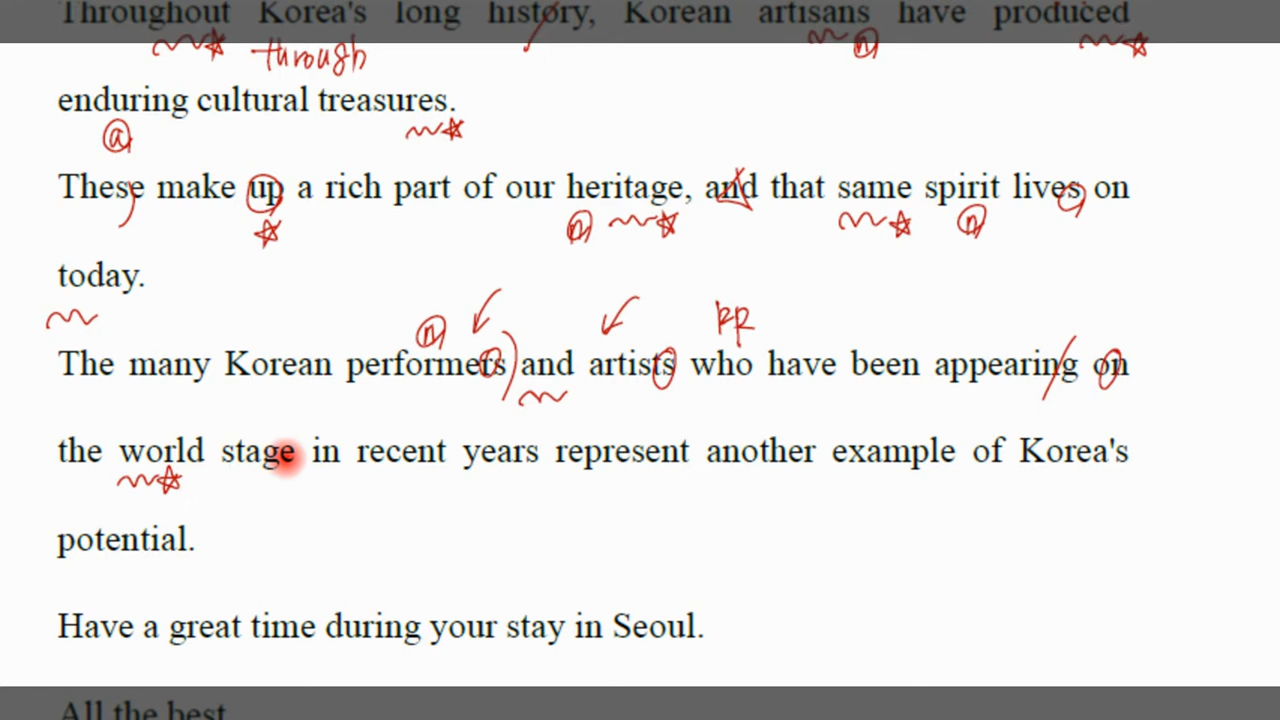 Throughout Korea's long history, Korean artisans have produced
through
enduring cultural treasures.
a
n
These make up a rich part of our heritage, and that same spirit lives on
n n
today.
n PR
The many Korean performers and artists who have been appearing on
the world stage in recent years represent another example of Korea's
potential.
Have a great time during your stay in Seoul.
All the best